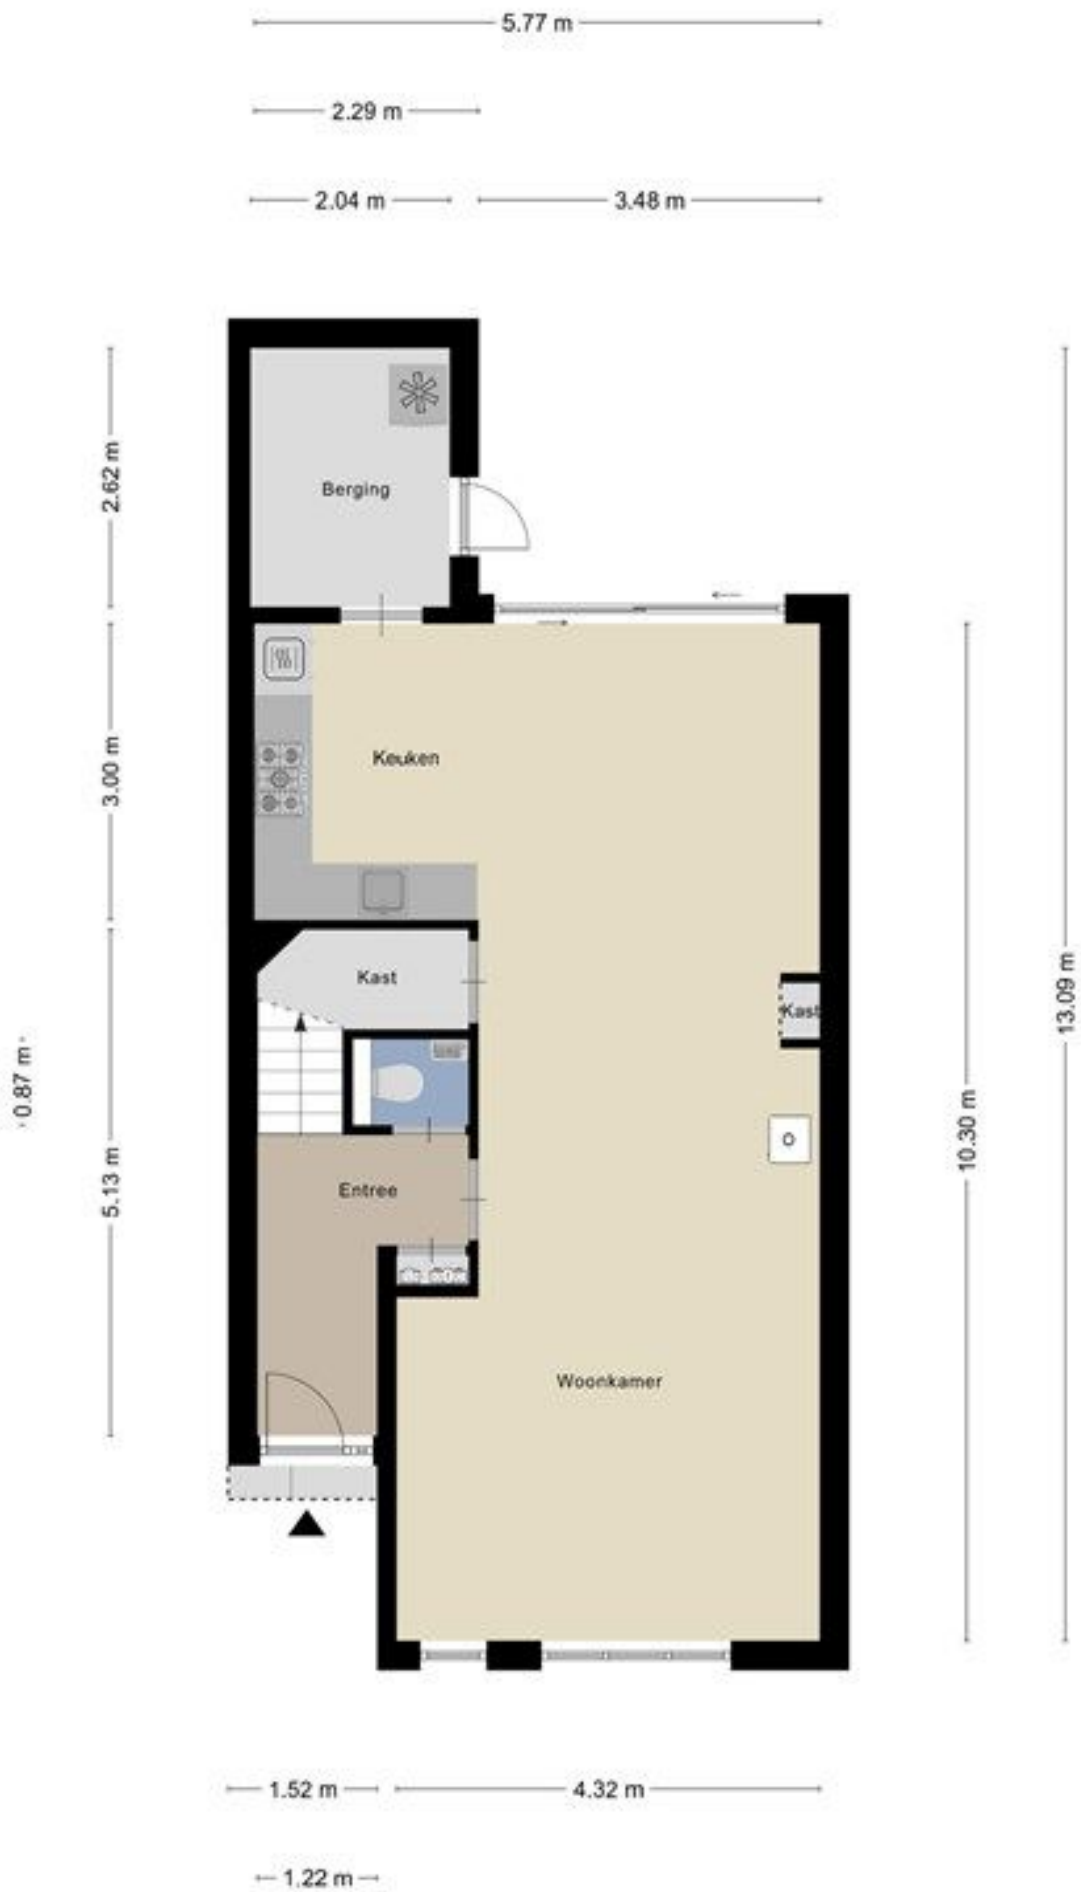 5.77 m
2.29 m
2.04 m
3.48 m
2.62 m
Berging
3.00 m
Keuken
Kast
Kast
13.09 m
0.87 m
10.30 m
5.13 m
Entree
Woonkamer
1.52 m
4.32 m
1.22 m